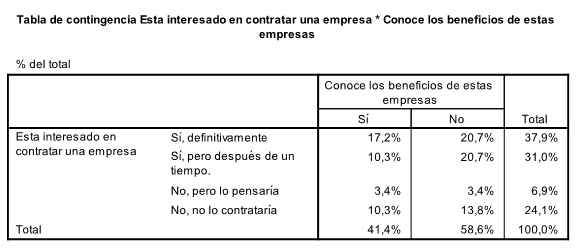 Tabla de contingencia Esta interesado en contratar una empresa * Conoce los beneficios de estas
empresas
% del total
Conoce los beneficios de estas
empresas
Sí No Total
Esta interesado en Sí, definitivamente 17,2% 20,7% 37,9%
contratar una empresa Sí, pero después de un 10,3% 20,7% 31,0%
tiempo.
No, pero lo pensaría 3,4% 3,4% 6,9%
No, no lo contrataría 10,3% 13,8% 24,1%
Total 41,4% 58,6% 100,0%